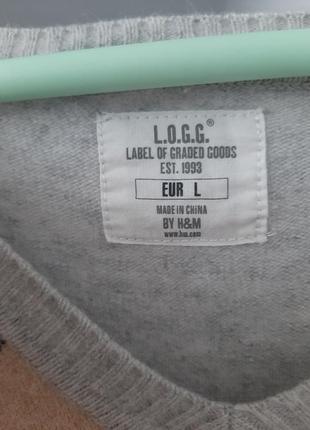 L.O.G.G.®
LABEL OF GRADED GOODS
EST. 1993
EUR L
MADE IN CHINA
BY H&M
www.hm.com